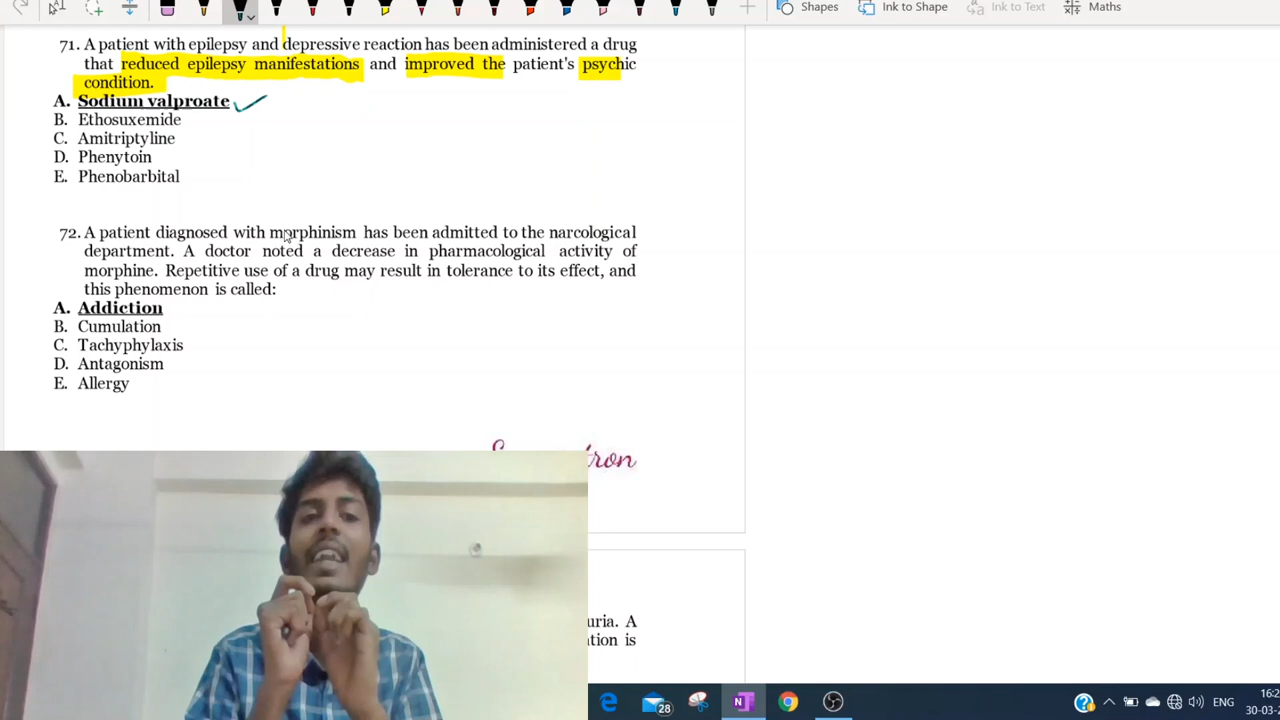 Shapes Ink to Shape Ink to Text Maths
71. A patient with epilepsy and depressive reaction has been administered a drug
that reduced epilepsy manifestations and improved the patient's psychic
condition.
A. Sodium valproate
B. Ethosuxemide
C. Amitriptyline
D. Phenytoin
E. Phenobarbital
72. A patient diagnosed with morphinism has been admitted to the narcological
department. A doctor noted a decrease in pharmacological activity of
morphine. Repetitive use of a drug may result in tolerance to its effect, and
this phenomenon is called:
A. Addiction
B. Cumulation
C. Tachyphylaxis
D. Antagonism
E. Allergy
tron
uria. A
tion is
28
ENG
16:2
30-03-2